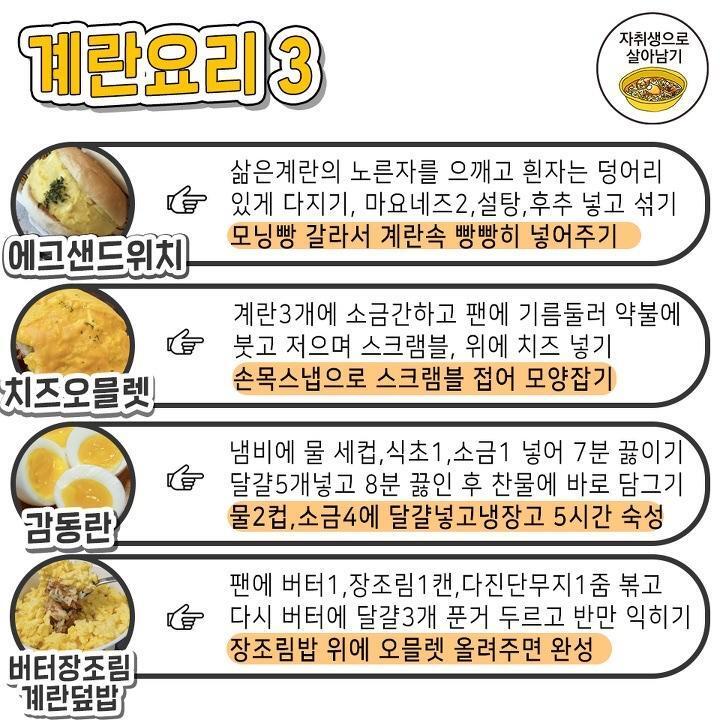 계란요리 3
자취생으로
살아남기
삶은계란의 노른자를 으깨고 흰자는 덩어리
있게 다지기, 마요네즈2,설탕,후추 넣고 섞기
모닝빵 갈라서 계란속 빵빵히 넣어주기
에그샌드위치
계란3개에 소금간하고 팬에 기름둘러 약불에
붓고 저으며 스크램블, 위에 치즈 넣기
손목스냅으로 스크램블 접어 모양잡기
치즈오믈렛
냄비에 물 세컵,식초1,소금1 넣어 7분 끓이기
달걀5개넣고 8분 끓인 후 찬물에 바로 담그기
물2컵,소금4에 달걀넣고냉장고 5시간 숙성
감동란
팬에 버터1,장조림1캔,다진단무지1줌 볶고
다시 버터에 달걀3개 푼거 두르고 반만 익히기
장조림밥 위에 오믈렛 올려주면 완성
버터장조림
계란덮밥